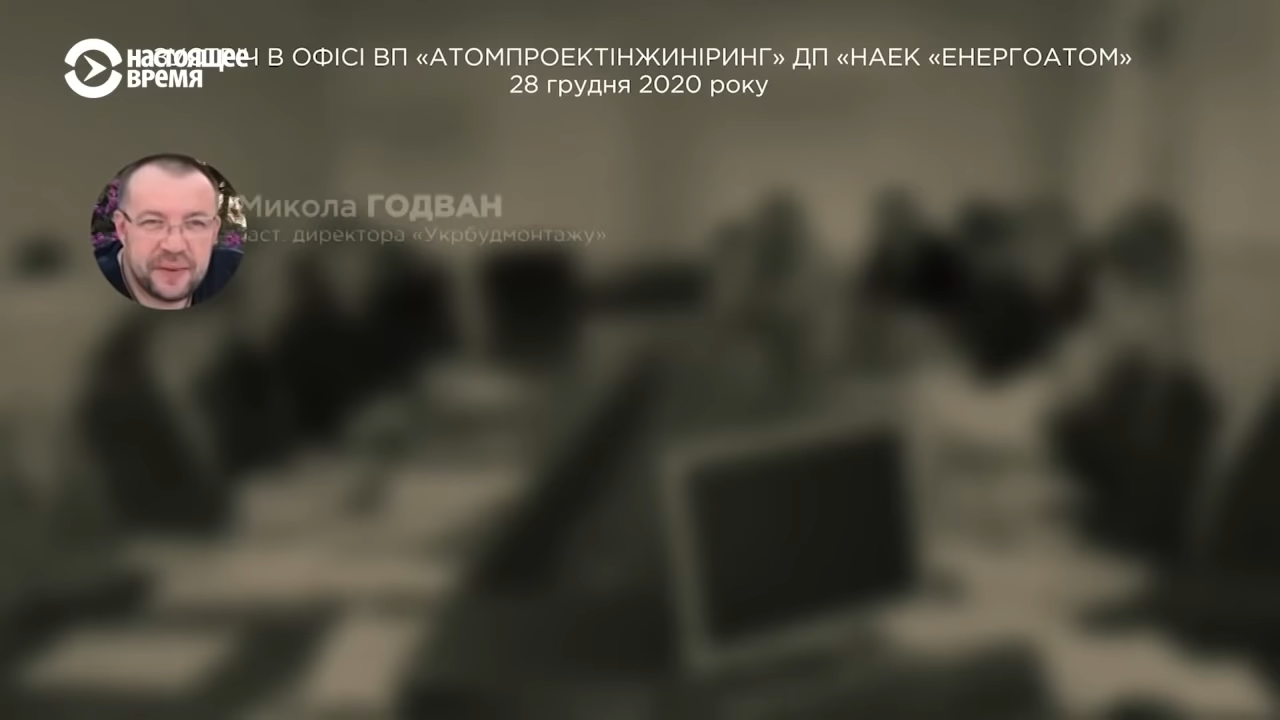 настоящее
время
В ОФІСІ ВП «АТОМПРОЕКТІНЖИНІРИНГ» ДП «НАЕК «ЕНЕРГОАТОМ»
28 грудня 2020 року
Микола ГОДВАН
директора «Укрбудмонтажу»